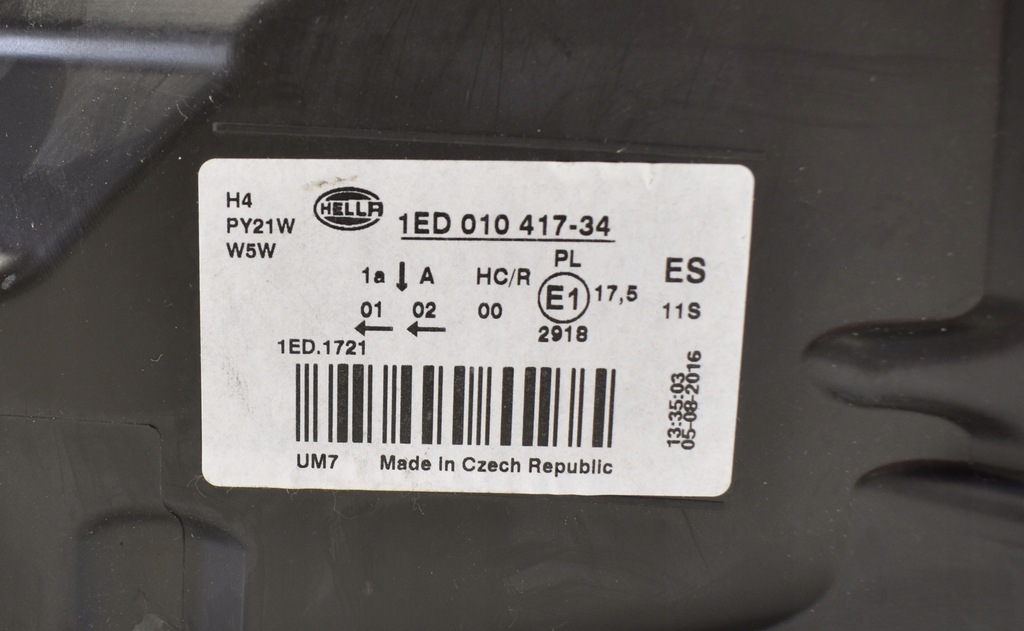 H4
PY21W
W5W
HELLA
1ED 010 417-34
1a ↓ A HC/R PL
E1 17,5 ES
01 02 00 11S
← ← 2918
1ED.1721
UM7 Made in Czech Republic
13:35:03
05-08-2016